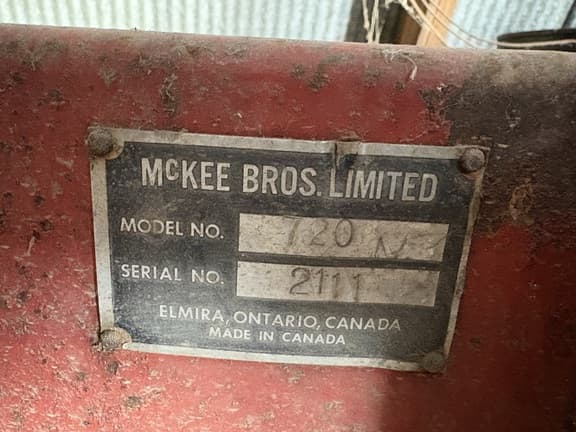 McKEE BROS. LIMITED
MODEL NO. 720 N
SERIAL NO. 2111
ELMIRA, ONTARIO, CANADA
MADE IN CANADA